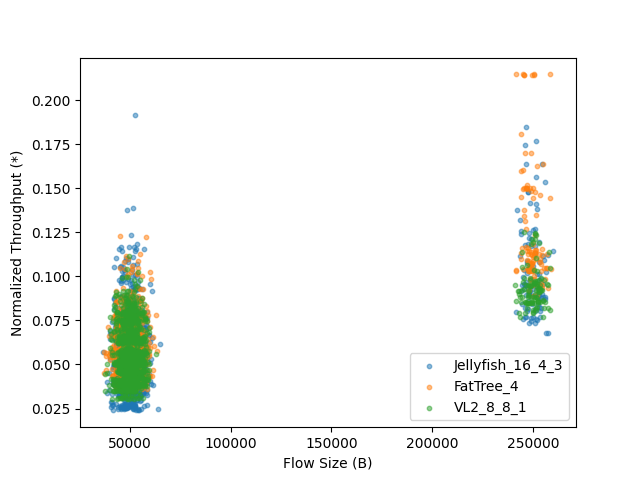 Normalized Throughput (*)
0.200
0.175
0.150
0.125
0.100
0.075
0.050
0.025
Jellyfish_16_4_3
FatTree_4
VL2_8_8_1
50000 100000 150000 200000 250000
Flow Size (B)